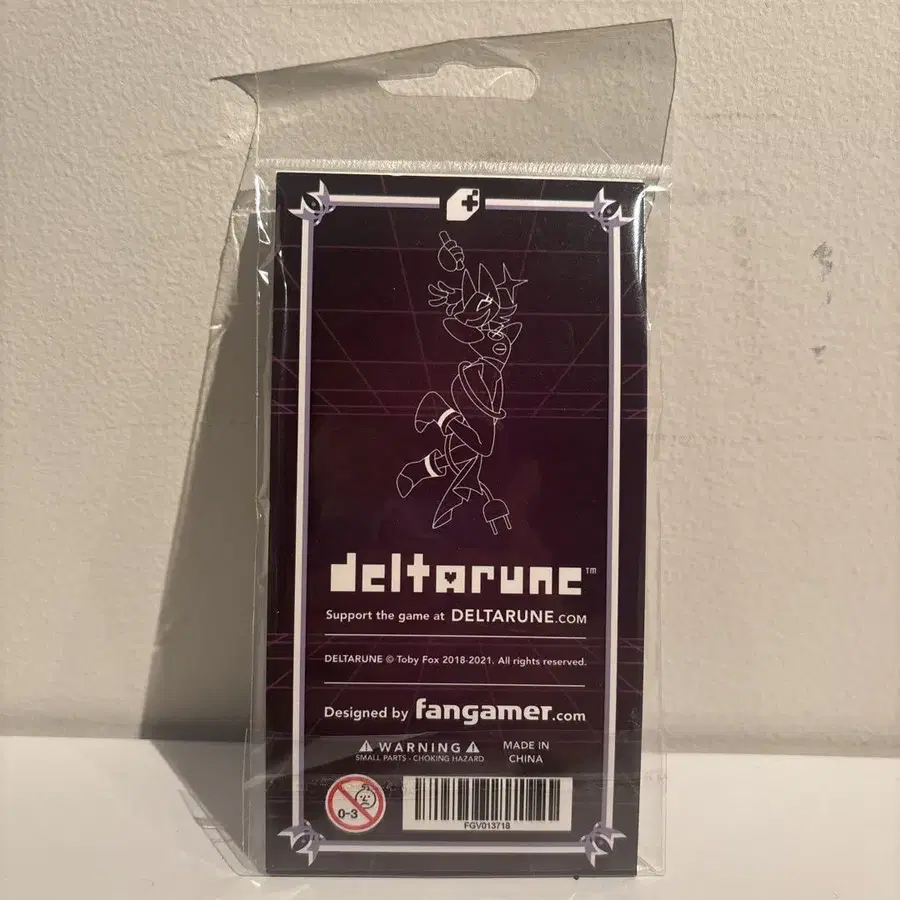 deltarune™
Support the game at DELTARUNE.COM
DELTARUNE © Toby Fox 2018-2021. All rights reserved.
Designed by fangamer.com
⚠ WARNING ⚠
SMALL PARTS - CHOKING HAZARD
MADE IN
CHINA
0-3
FGV013718